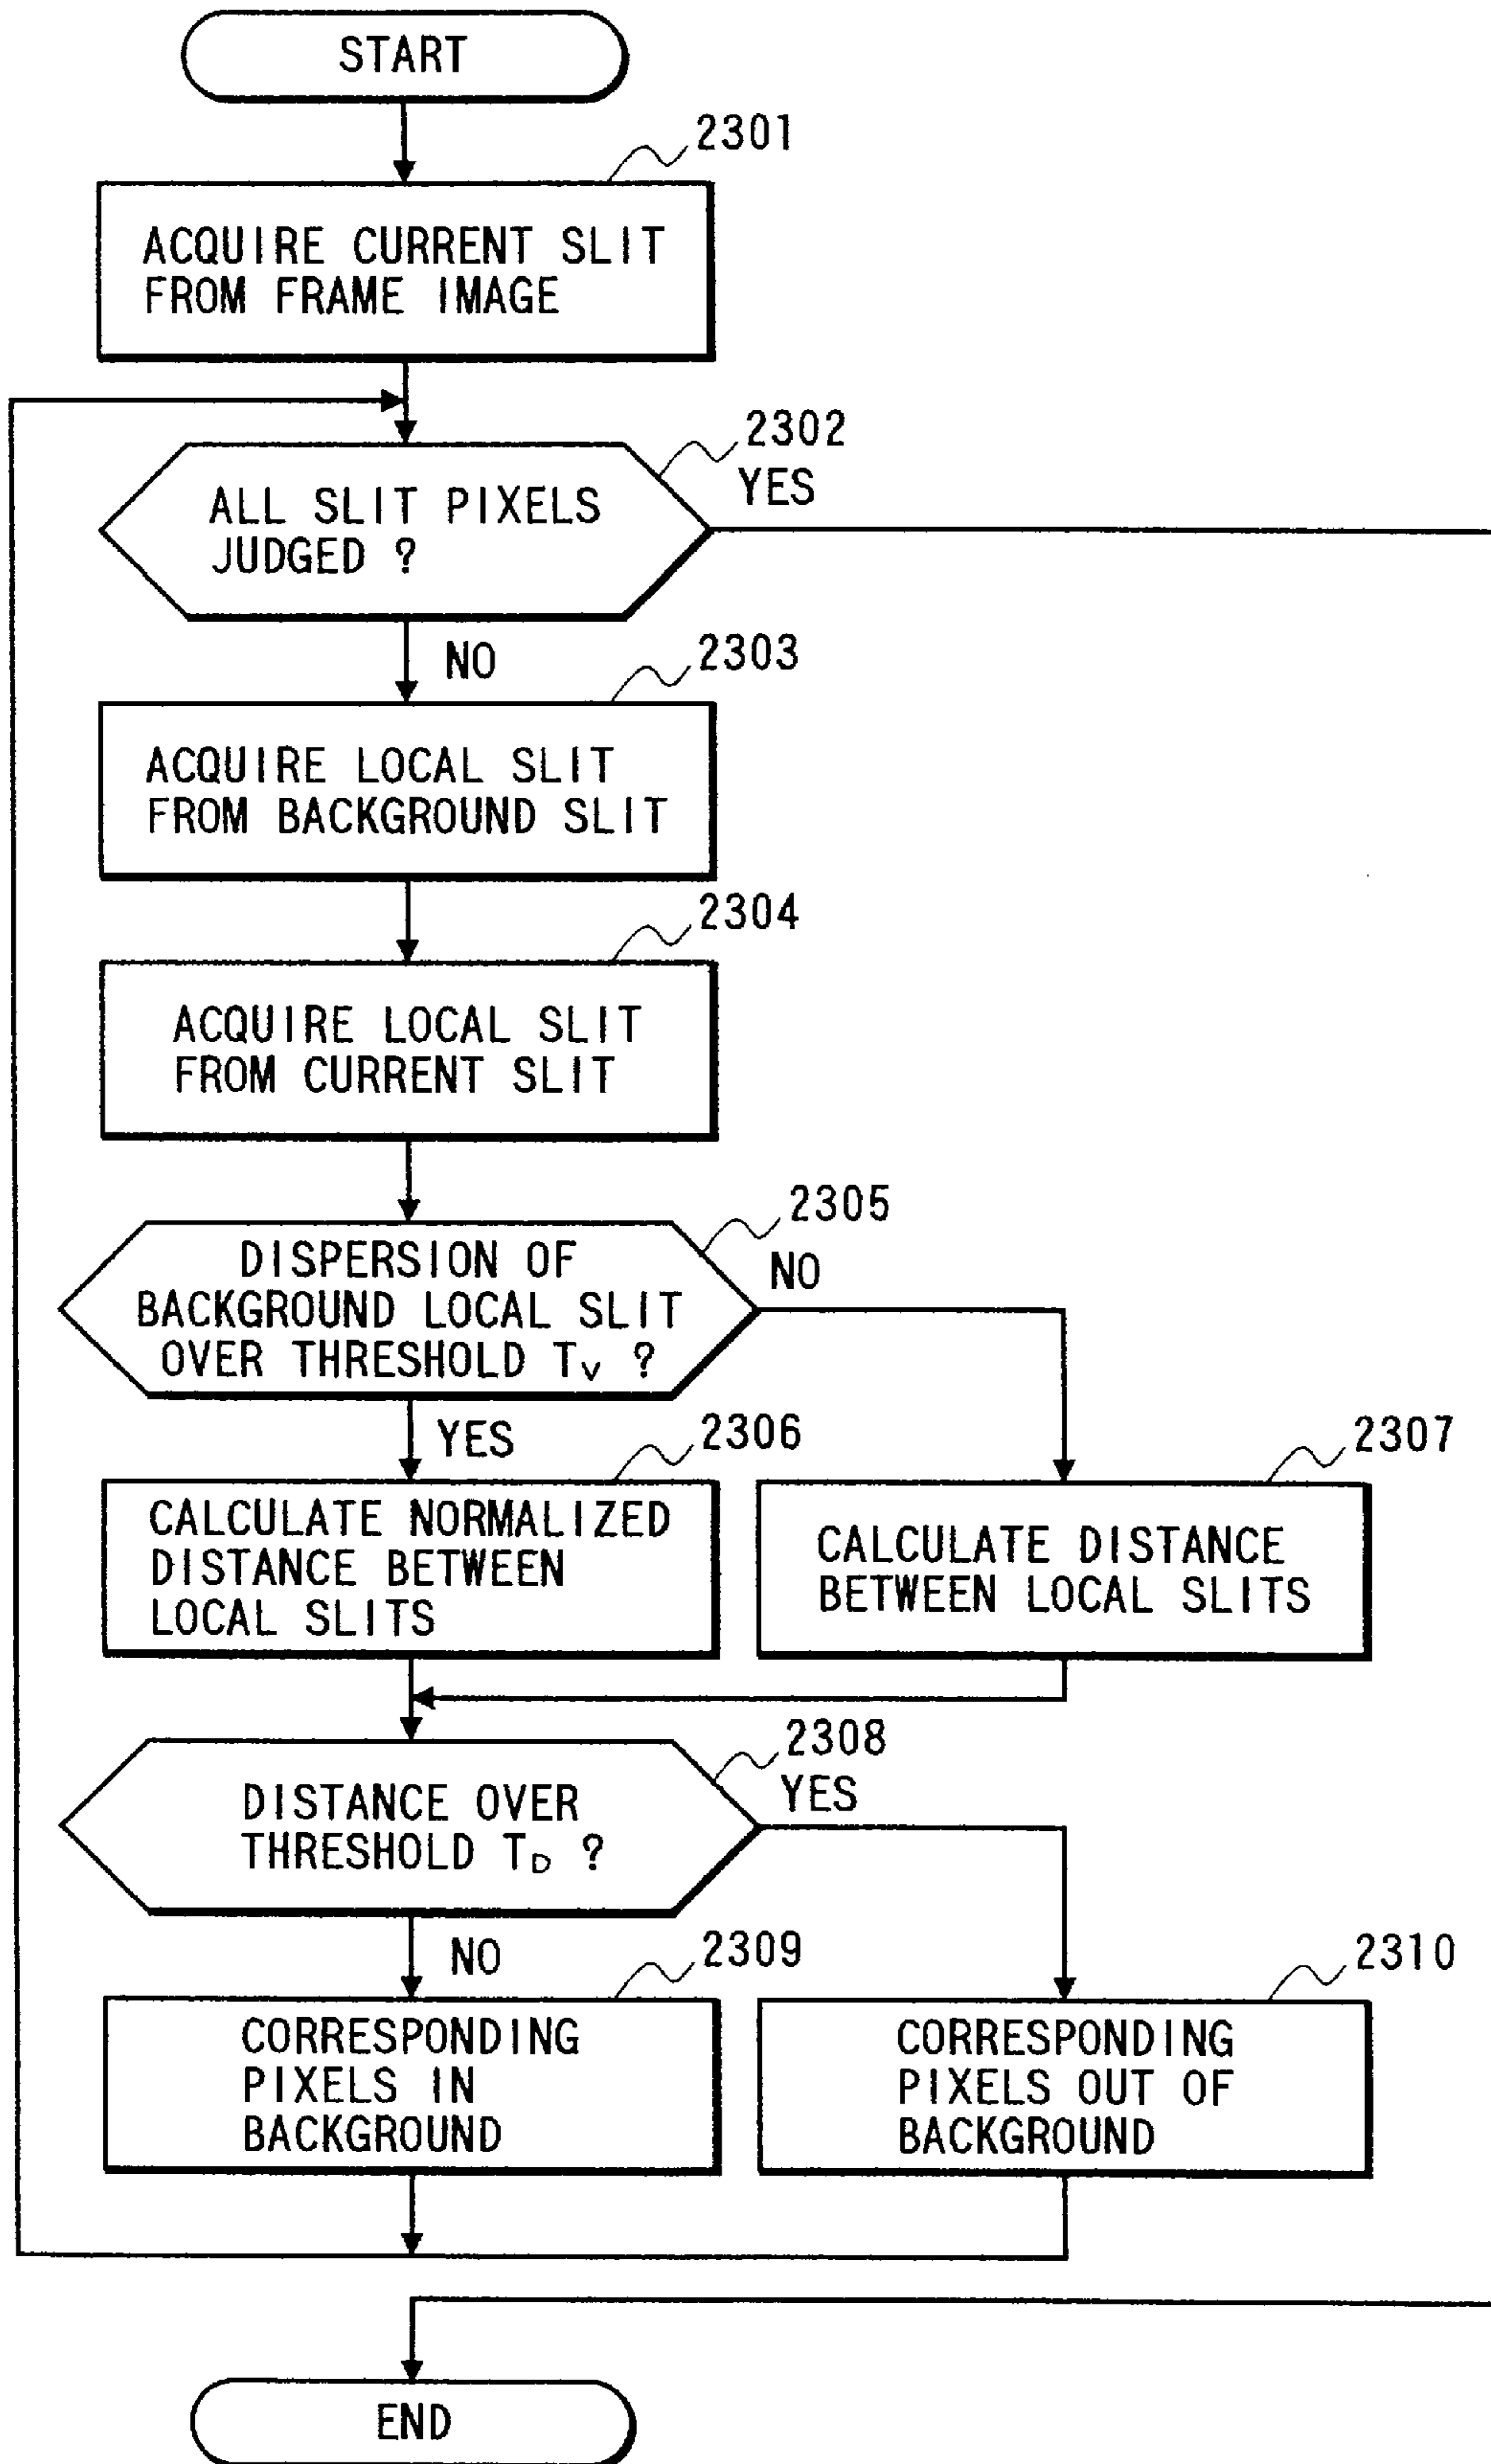 START
2301
ACQUIRE CURRENT SLIT
FROM FRAME IMAGE
2302
YES
ALL SLIT PIXELS
JUDGED ?
NO
2303
ACQUIRE LOCAL SLIT
FROM BACKGROUND SLIT
2304
ACQUIRE LOCAL SLIT
FROM CURRENT SLIT
2305
NO
DISPERSION OF
BACKGROUND LOCAL SLIT
OVER THRESHOLD TV ?
YES
2306
CALCULATE NORMALIZED
DISTANCE BETWEEN
LOCAL SLITS
2307
CALCULATE DISTANCE
BETWEEN LOCAL SLITS
2308
YES
DISTANCE OVER
THRESHOLD TD ?
NO
2309
CORRESPONDING
PIXELS IN
BACKGROUND
2310
CORRESPONDING
PIXELS OUT OF
BACKGROUND
END